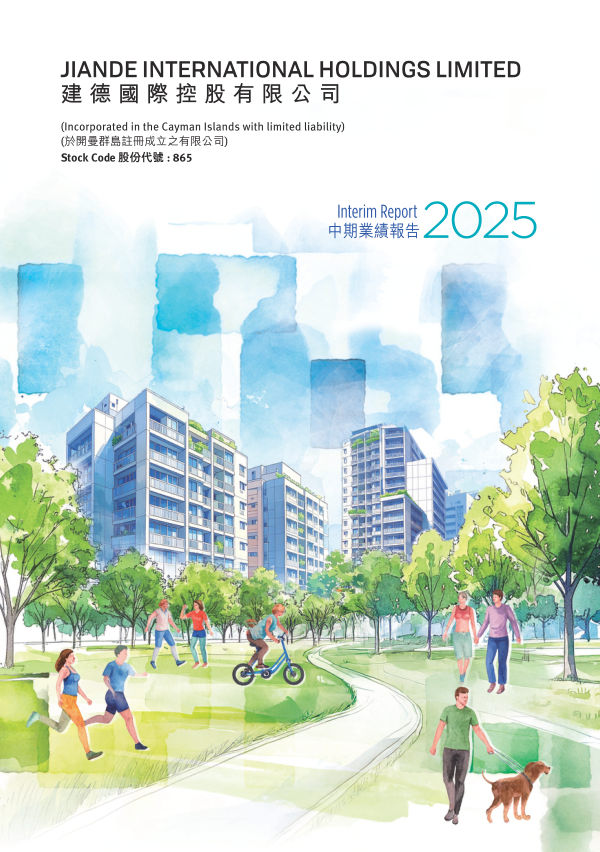 JIANDE INTERNATIONAL HOLDINGS LIMITED
建德國際控股有限公司
(Incorporated in the Cayman Islands with limited liability)
(於開曼群島註冊成立之有限公司)
Stock Code 股份代號 : 865
Interim Report
中期業績報告 2025